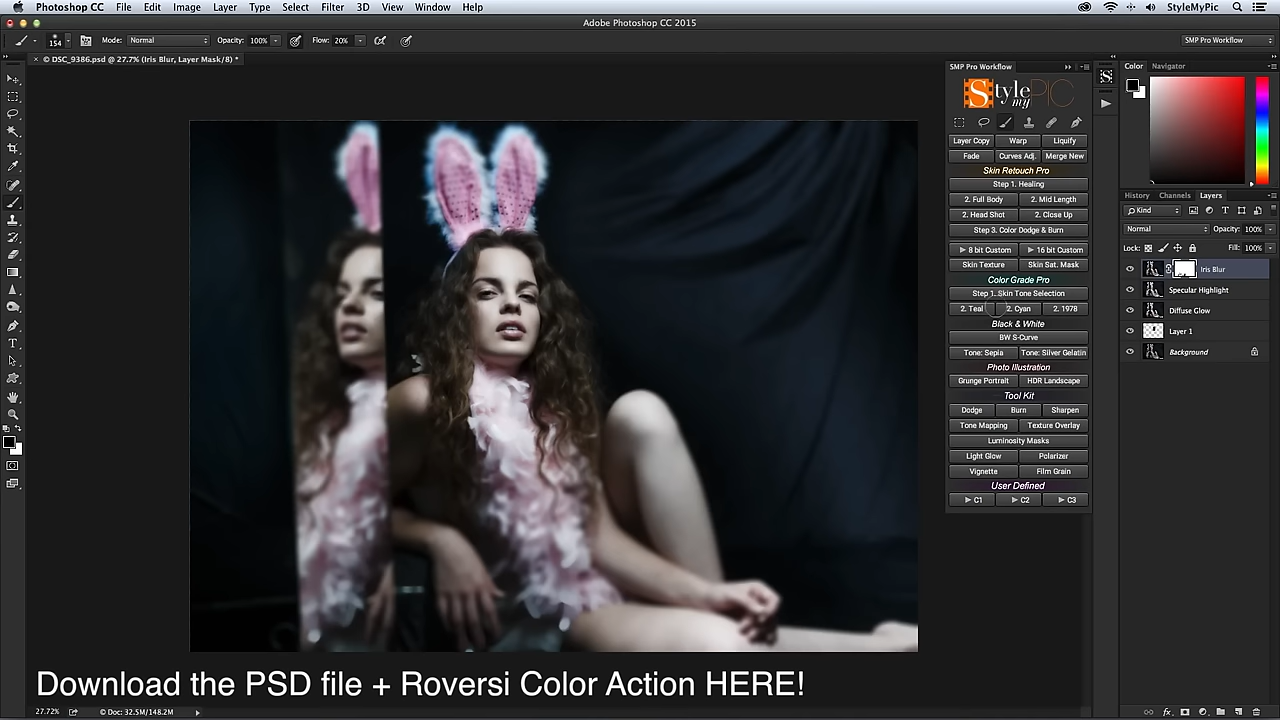 Photoshop CC File Edit Image Layer Type Select Filter 3D View Window Help StyleMyPic
Adobe Photoshop CC 2015
154 Mode: Normal Opacity: 100% Flow: 20% SMP Pro Workflow
× © DSC_9386.psd @ 27.7% (Iris Blur, Layer Mask/8) *
SMP Pro Workflow
Style my PIC
Layer Copy Warp Liquify
Fade Curves Adj. Merge New
Skin Retouch Pro
Step 1. Healing
2. Full Body 2. Mid Length
2. Head Shot 2. Close Up
Step 3. Color Dodge & Burn
8 bit Custom 16 bit Custom
Skin Texture Skin Sat. Mask
Color Grade Pro
Step 1. Skin Tone Selection
2. Teal 2. Cyan 2. 1978
Black & White
BW S-Curve
Tone: Sepia Tone: Silver Gelatin
Photo Illustration
Grunge Portrait HDR Landscape
Tool Kit
Dodge Burn Sharpen
Tone Mapping Texture Overlay
Luminosity Masks
Light Glow Polarizer
Vignette Film Grain
User Defined
C1 C2 C3
Color Navigator
History Channels Layers
Kind
Normal Opacity: 100%
Lock: Fill: 100%
Iris Blur
Specular Highlight
Diffuse Glow
Layer 1
Background
Download the PSD file + Roversi Color Action HERE!
27.72% © Doc: 32.5M/148.2M
fx